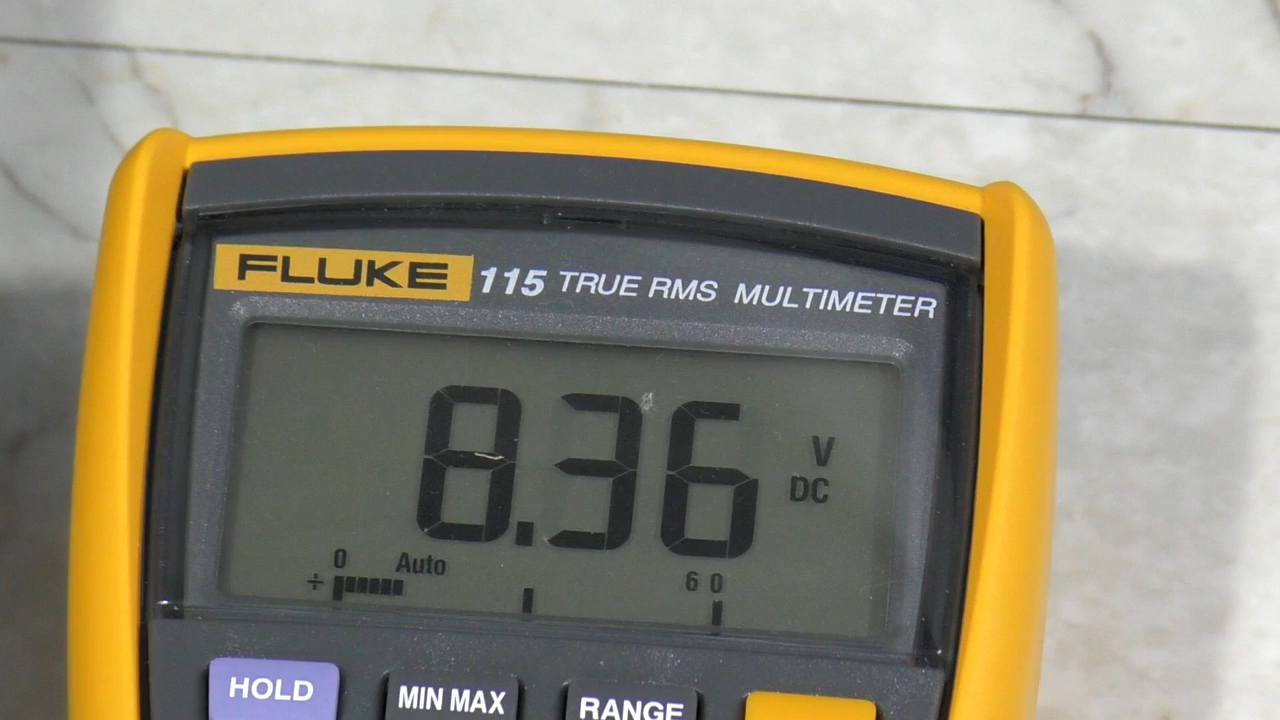 FLUKE 115 TRUE RMS MULTIMETER
8.36 V DC
0 Auto 60
HOLD MIN MAX RANGE